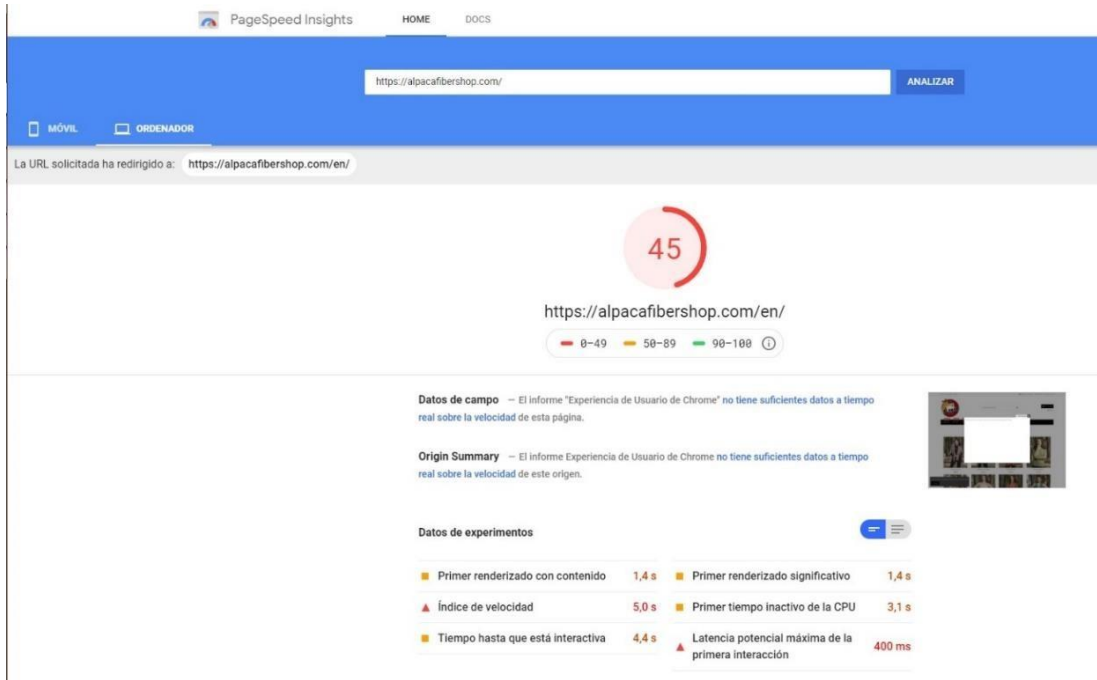 PageSpeed Insights HOME DOCS
https://alpacafibershop.com/ ANALIZAR
MÓVIL ORDENADOR
La URL solicitada ha redirigido a: https://alpacafibershop.com/en/
45
https://alpacafibershop.com/en/
0-49 50-89 90-100
Datos de campo — El informe "Experiencia de Usuario de Chrome" no tiene suficientes datos a tiempo
real sobre la velocidad de esta página.
Origin Summary — El informe Experiencia de Usuario de Chrome no tiene suficientes datos a tiempo
real sobre la velocidad de este origen.
Datos de experimentos
Primer renderizado con contenido 1,4 s
Índice de velocidad 5,0 s
Tiempo hasta que está interactiva 4,4 s
Primer renderizado significativo 1,4 s
Primer tiempo inactivo de la CPU 3,1 s
Latencia potencial máxima de la
primera interacción 400 ms